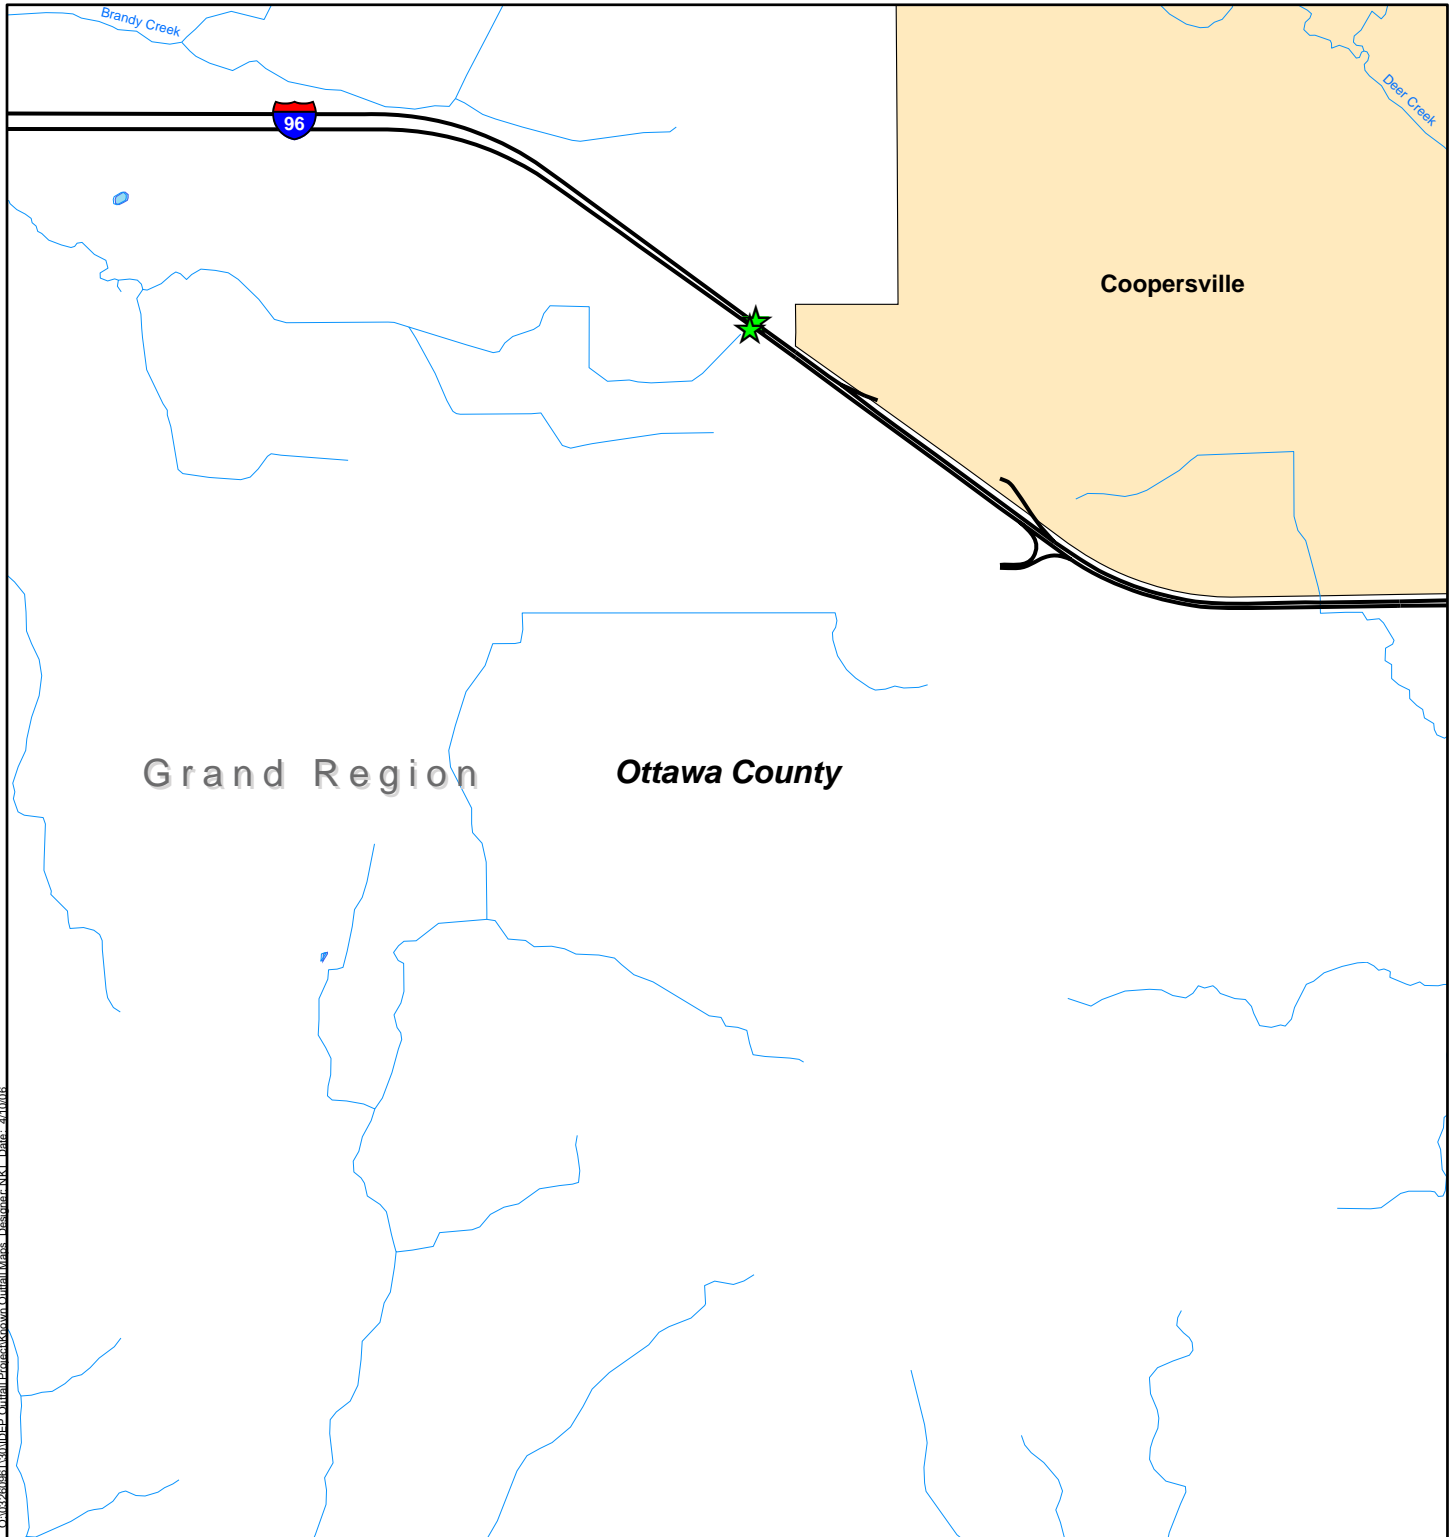 Brandy Creek
Deer Creek
96
Coopersville
Grand Region
Ottawa County